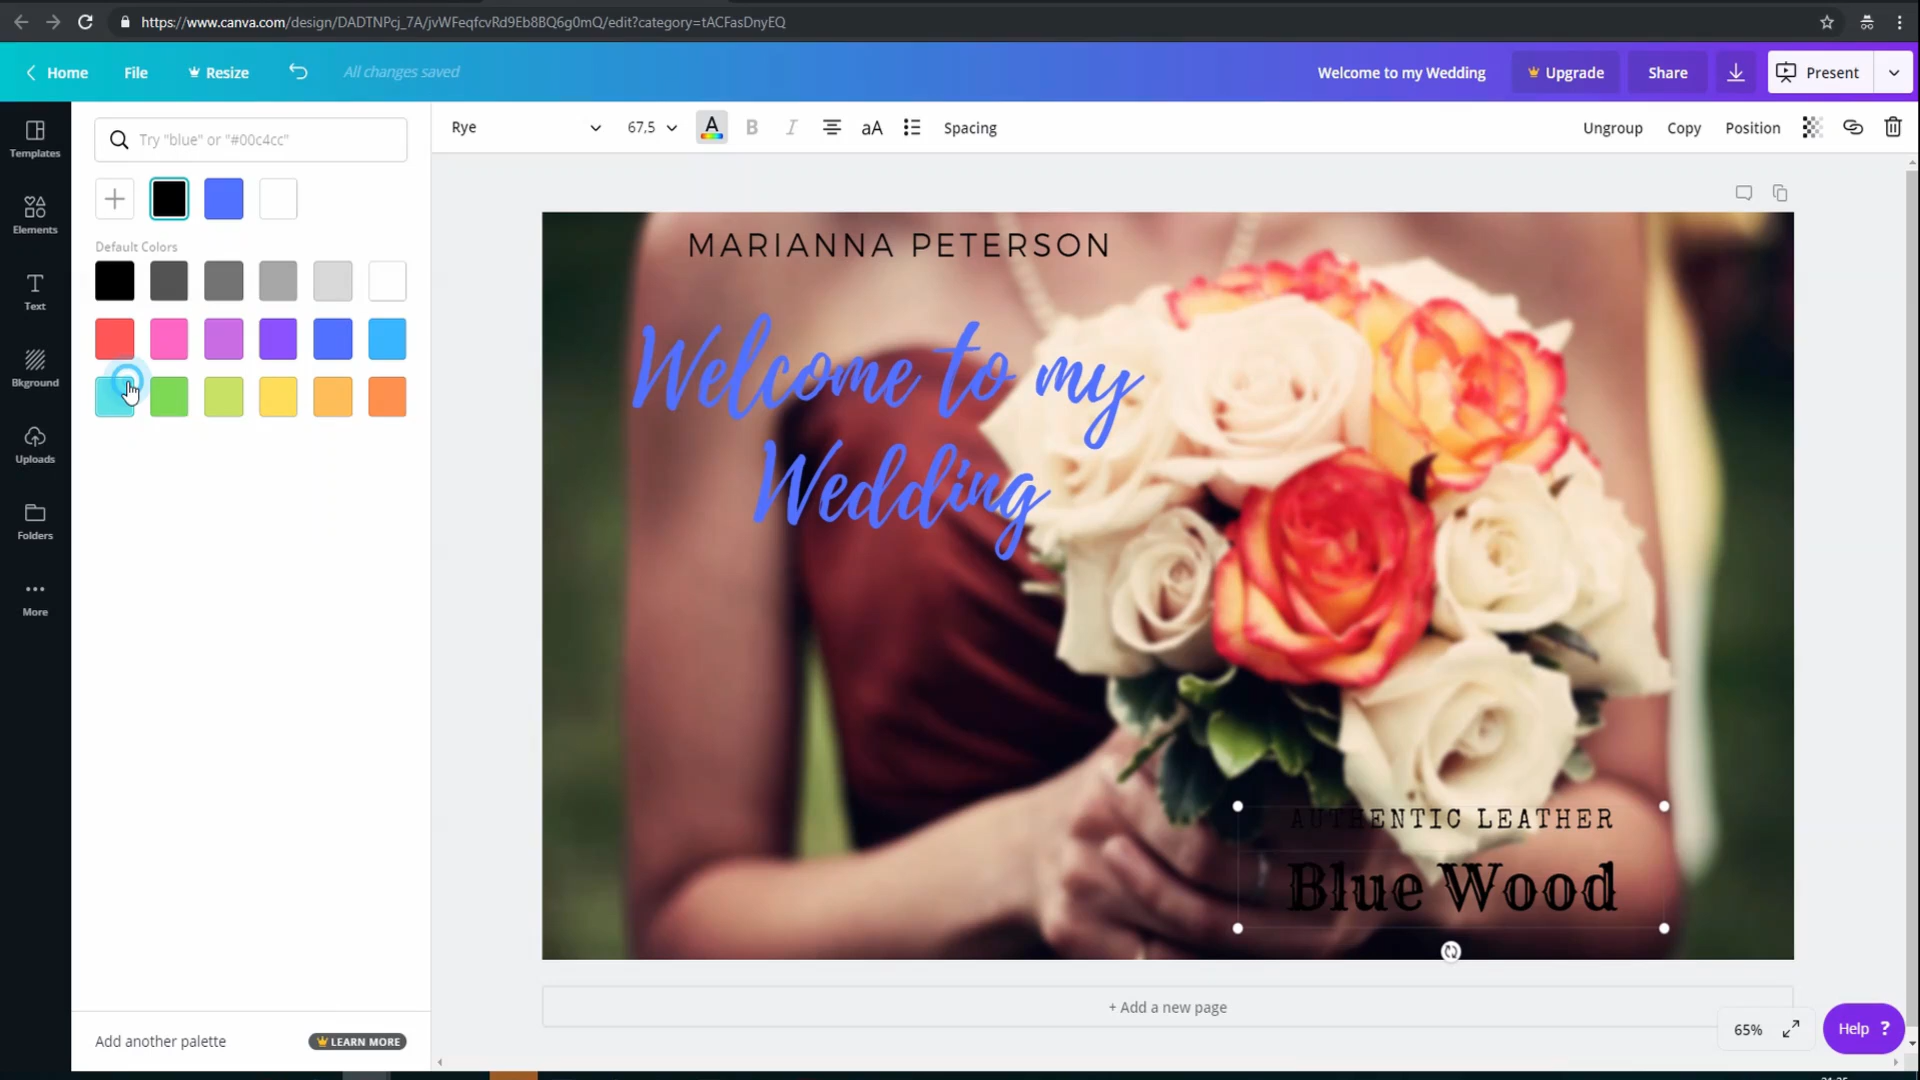 https://www.canva.com/design/DADTNPcj_7A/jvWFeqfcvRd9Eb8BQ6g0mQ/edit?category=tACFasDnyEQ
Home
File
Resize
All changes saved
Welcome to my Wedding
Upgrade
Share
Present
Templates
Elements
Text
Bkground
Uploads
Folders
More
Try "blue" or "#00c4cc"
Default Colors
Add another palette
LEARN MORE
Rye
67,5
A
B
I
aA
Spacing
Ungroup
Copy
Position
MARIANNA PETERSON
Welcome to my
Wedding
AUTHENTIC LEATHER
Blue Wood
+ Add a new page
65%
Help ?